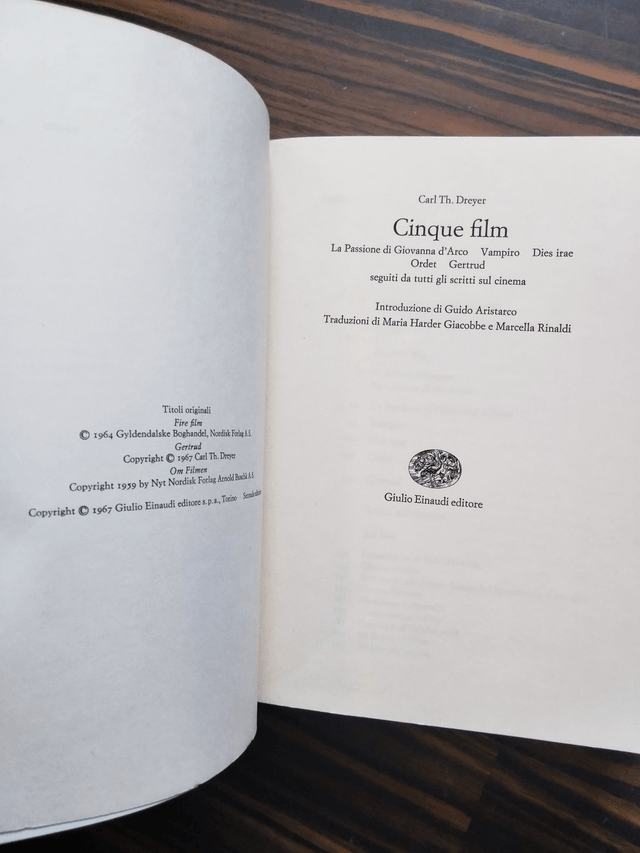 Titoli originali
Fire film
© 1964 Gyldendalske Boghandel, Nordisk Forlag A.S.
Gertrud
Copyright © 1967 Carl Th. Dreyer
Om Filmen
Copyright 1959 by Nyt Nordisk Forlag Arnold Busck A.S.
Copyright © 1967 Giulio Einaudi editore s.p.a., Torino
Carl Th. Dreyer
Cinque film
La Passione di Giovanna d'Arco Vampiro Dies irae
Ordet Gertrud
seguiti da tutti gli scritti sul cinema
Introduzione di Guido Aristarco
Traduzioni di Maria Harder Giacobbe e Marcella Rinaldi
Giulio Einaudi editore